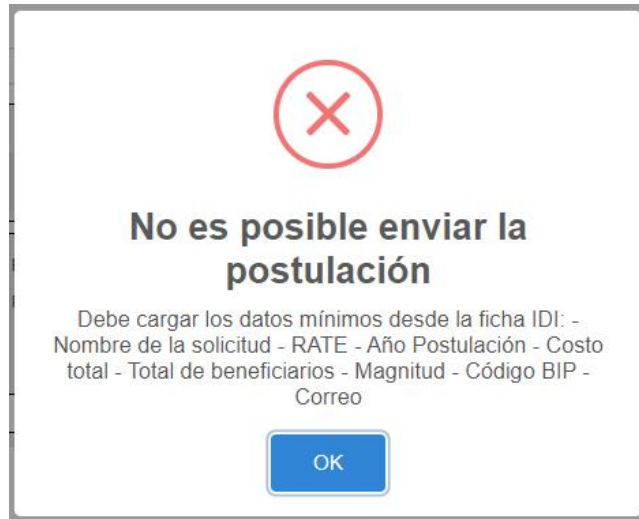 No es posible enviar la
postulación
Debe cargar los datos mínimos desde la ficha IDI: -
Nombre de la solicitud - RATE - Año Postulación - Costo
total - Total de beneficiarios - Magnitud - Código BIP -
Correo
OK